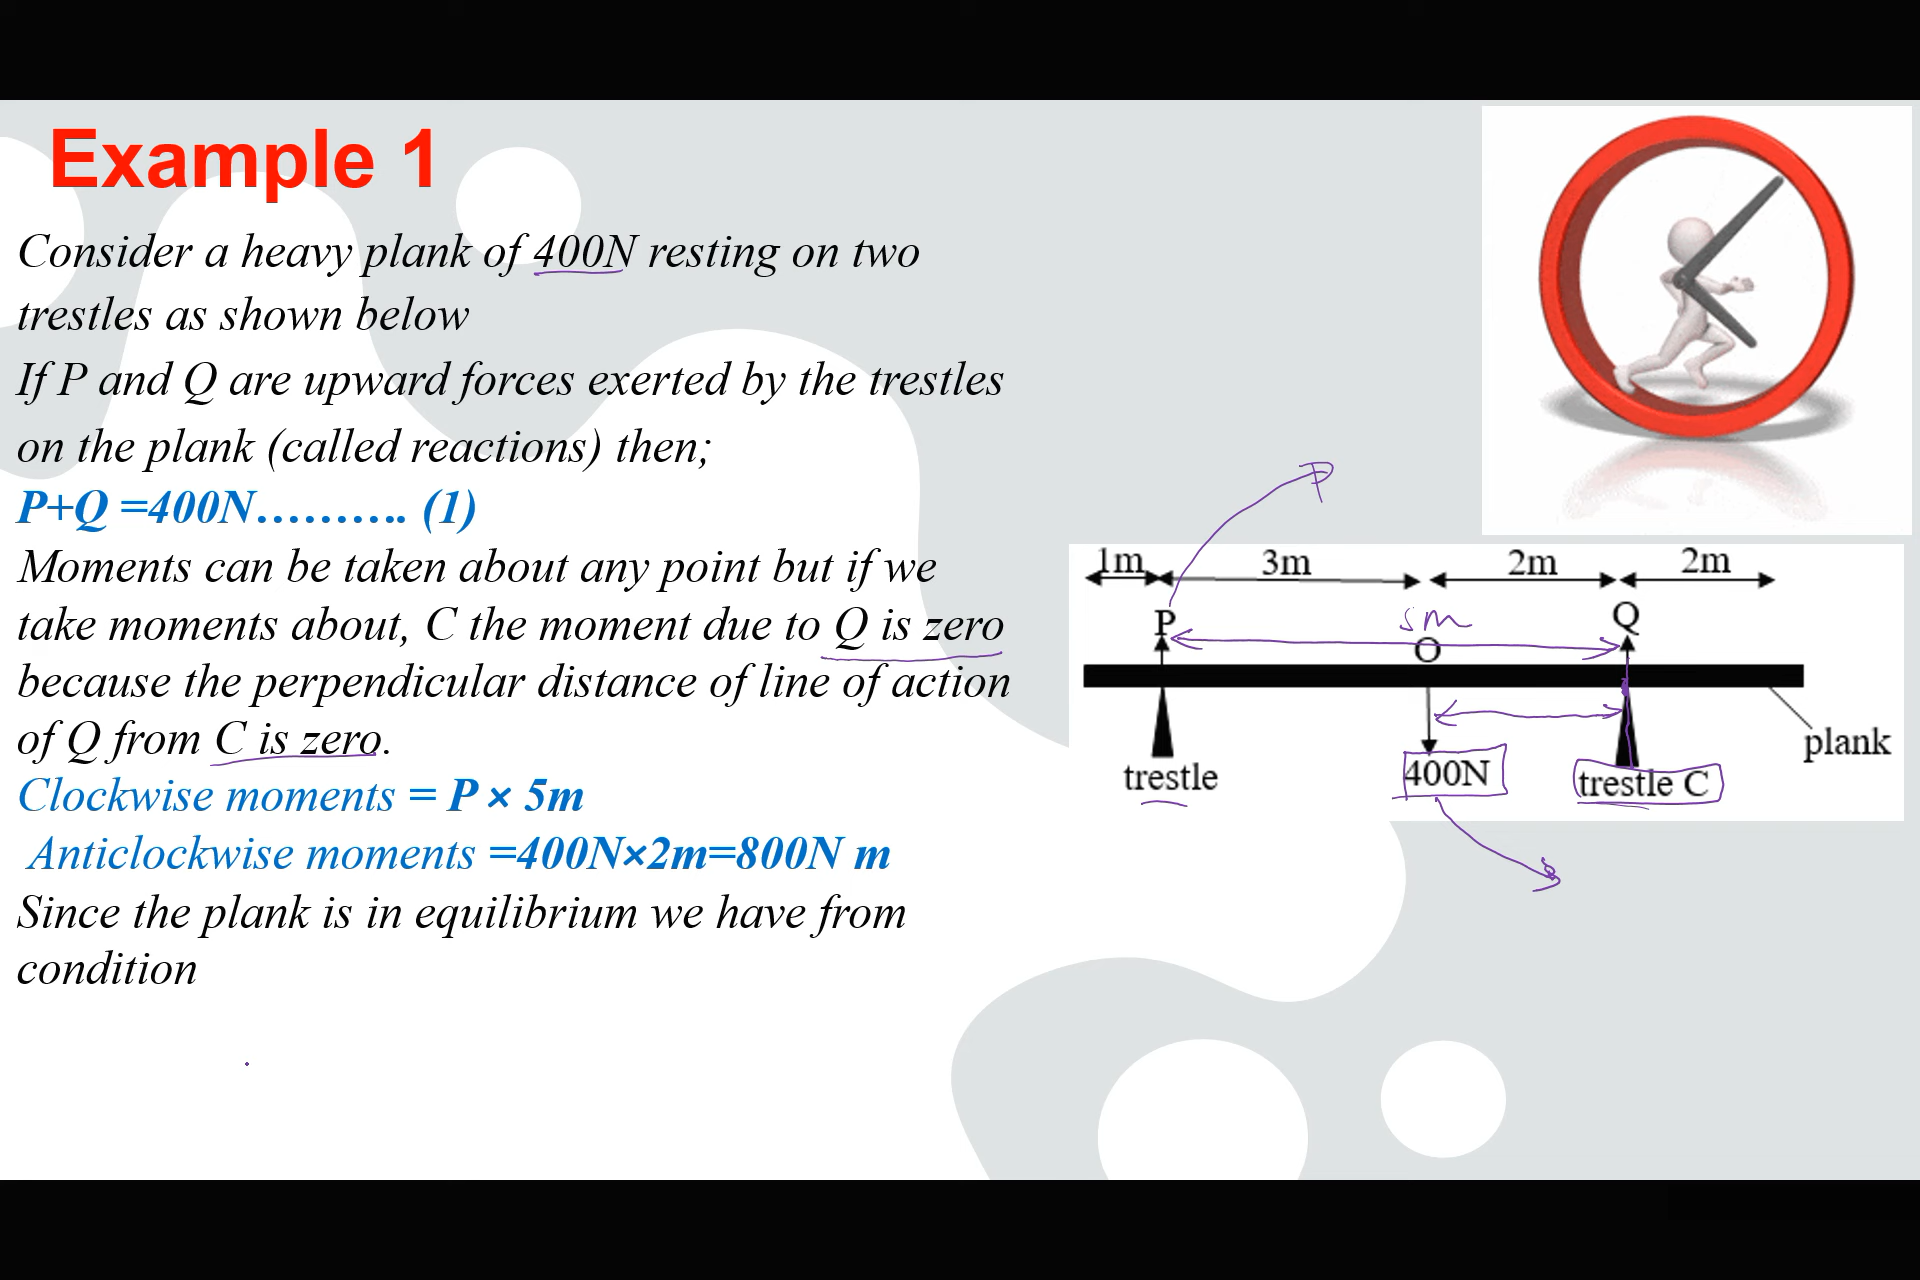 Example 1
Consider a heavy plank of 400N resting on two
trestles as shown below
If P and Q are upward forces exerted by the trestles
on the plank (called reactions) then;
P+Q =400N………. (1)
Moments can be taken about any point but if we
take moments about, C the moment due to Q is zero
because the perpendicular distance of line of action
of Q from C is zero.
Clockwise moments = P × 5m
Anticlockwise moments =400N×2m=800N m
Since the plank is in equilibrium we have from
condition
P
1m 3m 2m 2m
P 5m Q
O
plank
trestle 400N trestle C